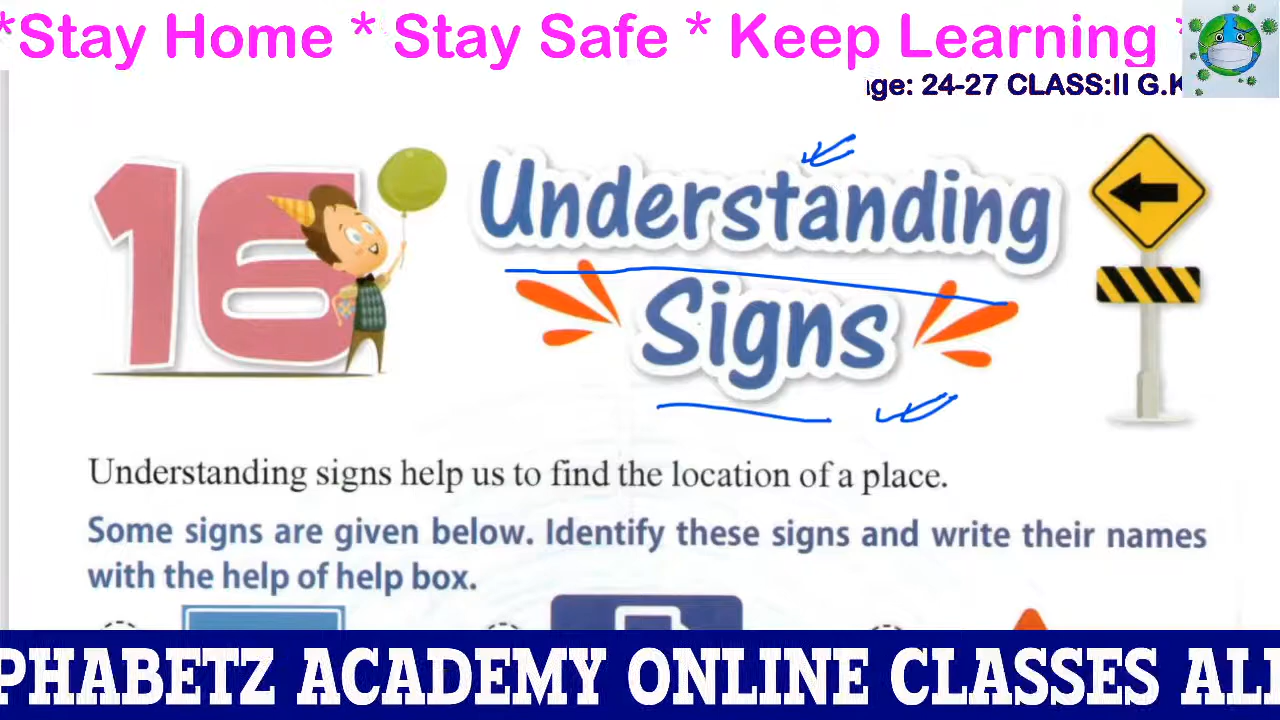 *Stay Home * Stay Safe * Keep Learning *
age: 24-27 CLASS:II G.K
16
Understanding
Signs
Understanding signs help us to find the location of a place.
Some signs are given below. Identify these signs and write their names
with the help of help box.
PHABETZ ACADEMY ONLINE CLASSES ALL